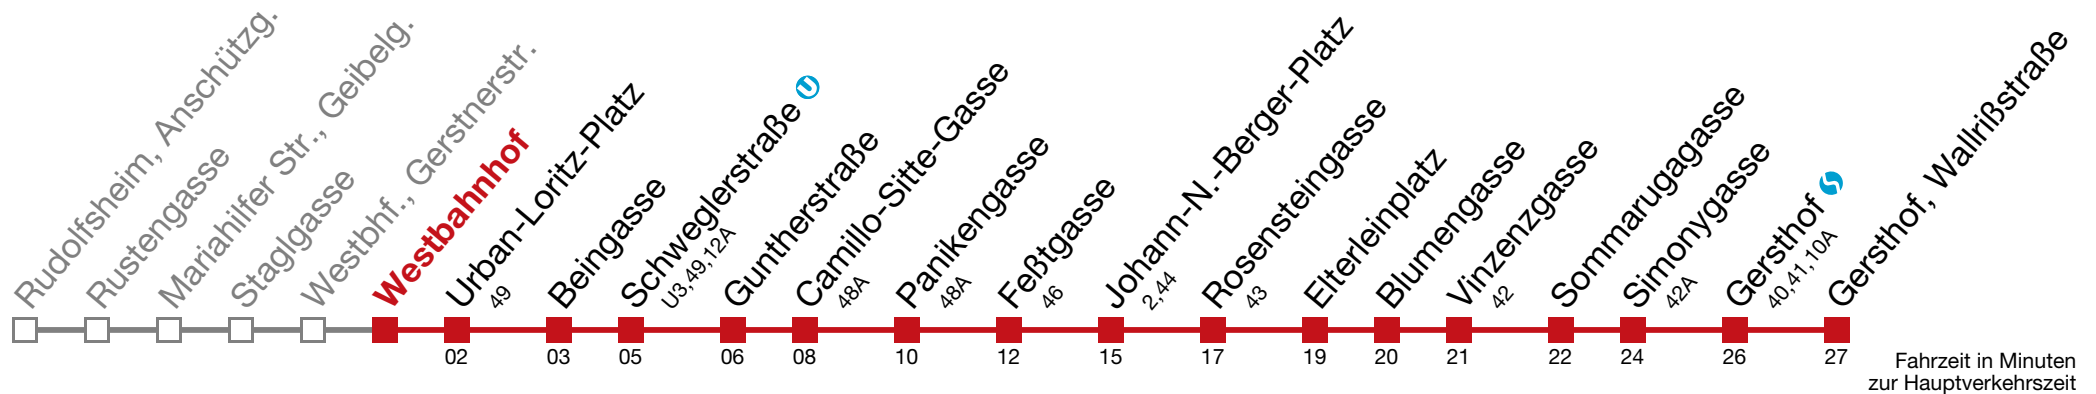 Rudolfsheim, Anschützg.
Rustengasse
Mariahilfer Str., Geibelg.
Staglgasse
Westbhf., Gerstnerstr.
Westbahnhof
Urban-Loritz-Platz
49
02
Beingasse
03
Schweglerstraße U
U3,49,12A
05
Guntherstraße
06
Camillo-Sitte-Gasse
48A
08
Panikengasse
48A
10
Feßtgasse
46
12
Johann-N.-Berger-Platz
2,44
15
Rosensteingasse
43
17
Elterleinplatz
19
Blumengasse
20
Vinzenzgasse
42
21
Sommarugagasse
22
Simonygasse
42A
24
Gersthof S
40,41,10A
26
Gersthof, Wallrißstraße
27
Fahrzeit in Minuten
zur Hauptverkehrszeit